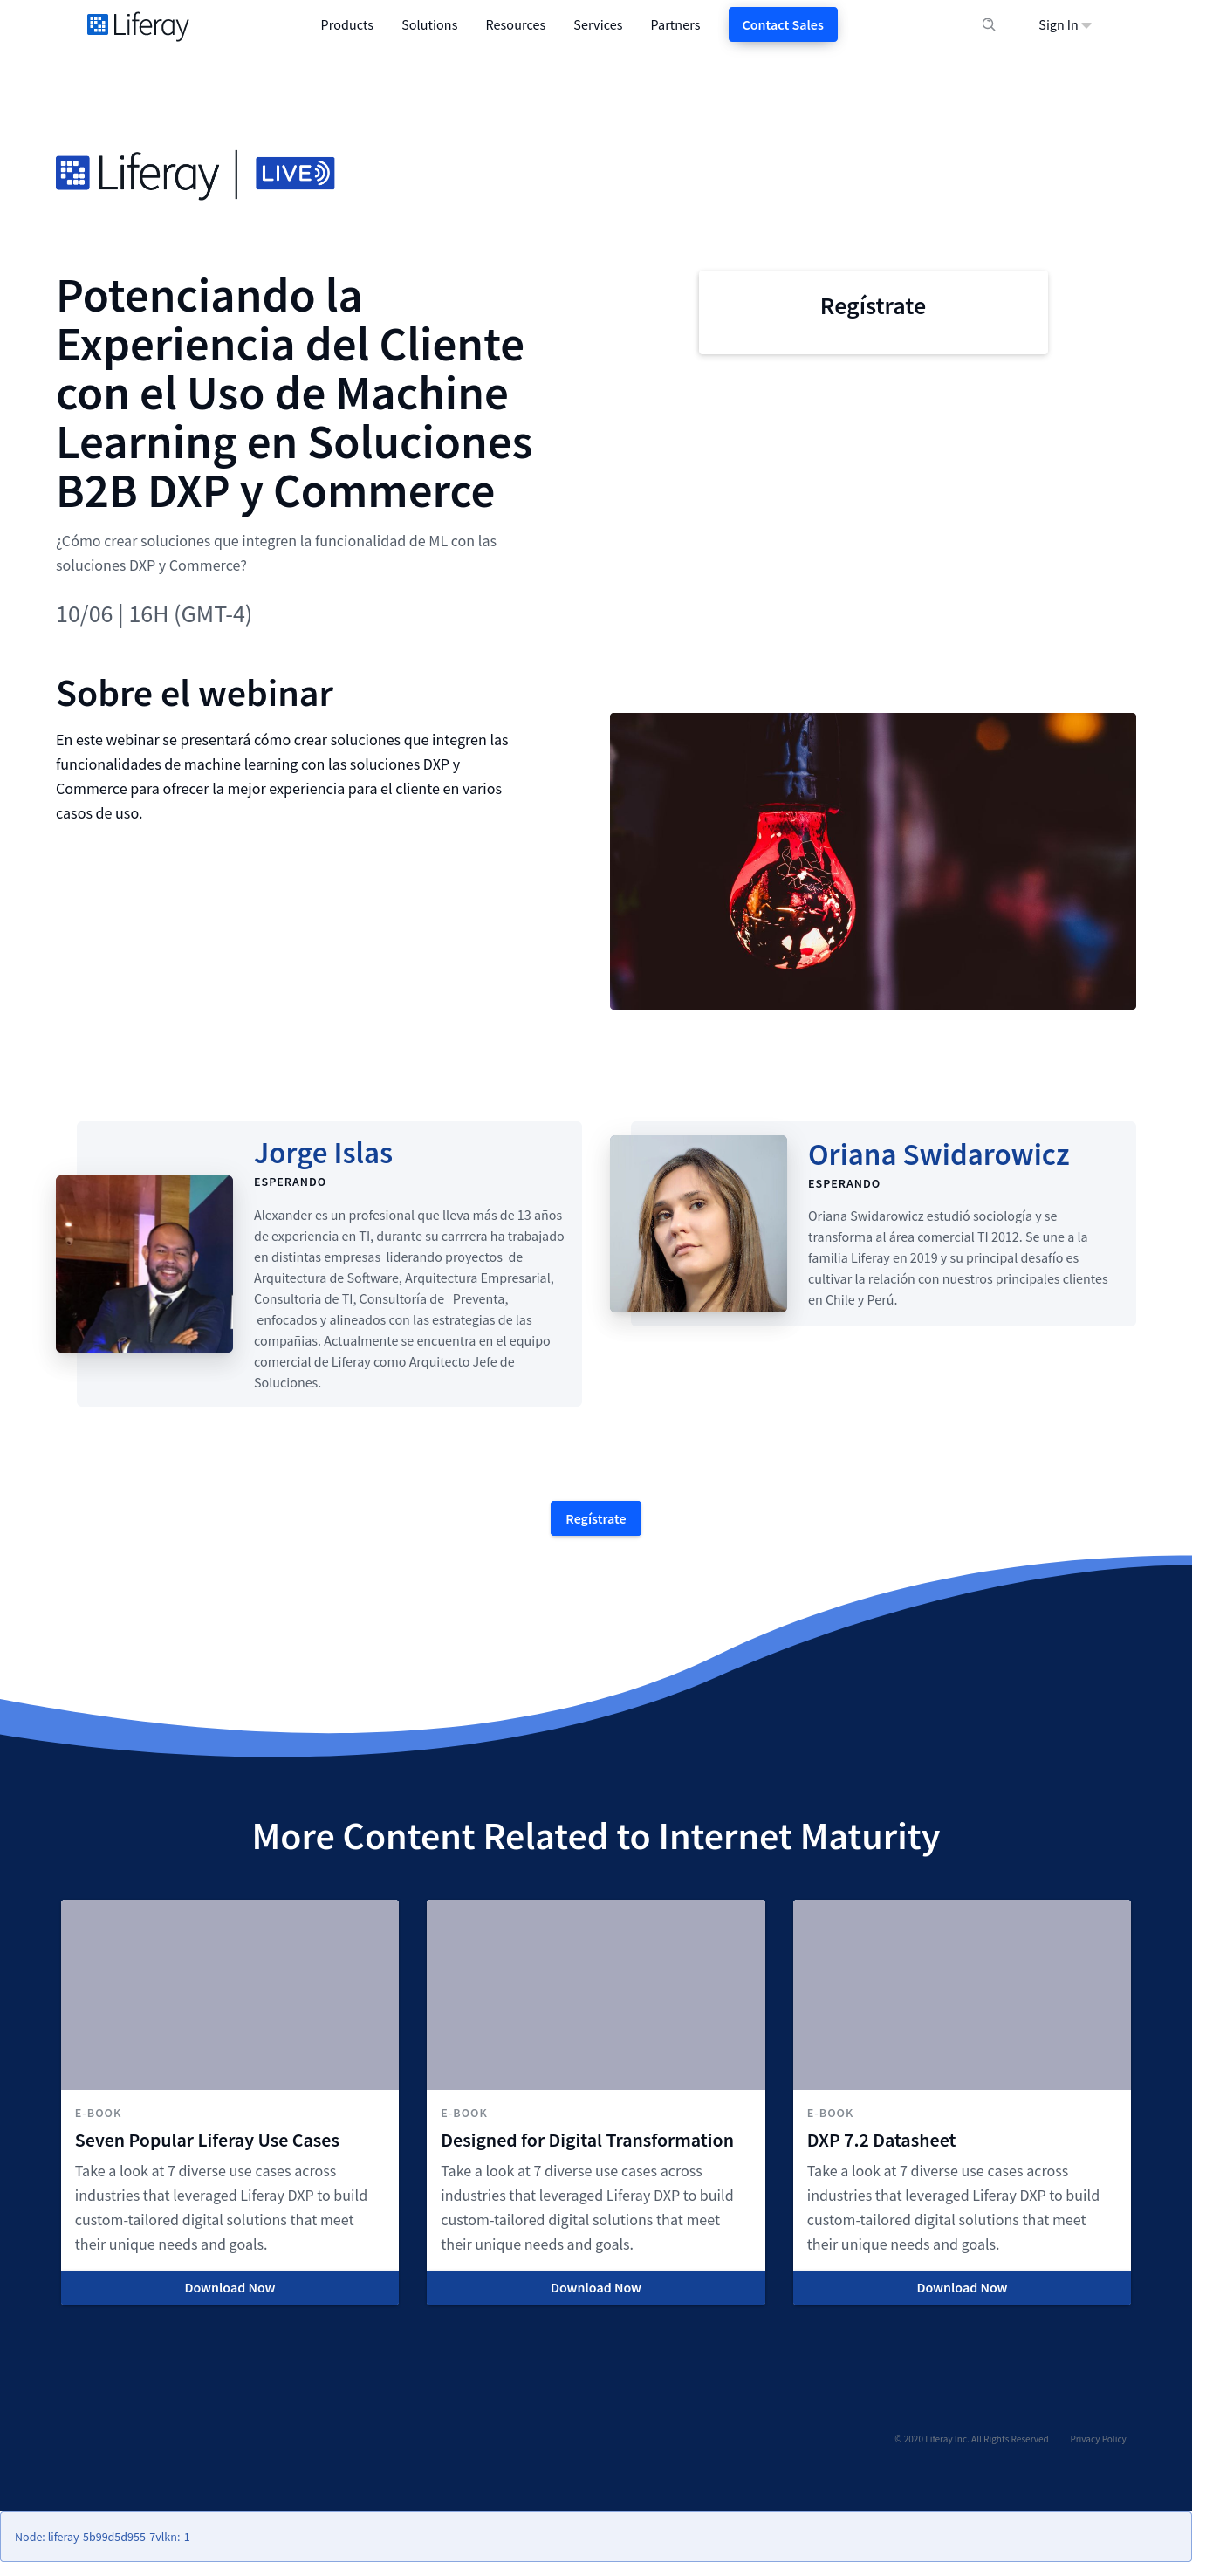 Liferay
Products
Solutions
Resources
Services
Partners
Contact Sales
Sign In
Liferay | LIVE
Potenciando la
Experiencia del Cliente
con el Uso de Machine
Learning en Soluciones
B2B DXP y Commerce
¿Cómo crear soluciones que integren la funcionalidad de ML con las
soluciones DXP y Commerce?
10/06 | 16H (GMT-4)
Regístrate
Sobre el webinar
En este webinar se presentará cómo crear soluciones que integren las
funcionalidades de machine learning con las soluciones DXP y
Commerce para ofrecer la mejor experiencia para el cliente en varios
casos de uso.
Jorge Islas
ESPERANDO
Alexander es un profesional que lleva más de 13 años
de experiencia en TI, durante su carrrera ha trabajado
en distintas empresas  liderando proyectos  de
Arquitectura de Software, Arquitectura Empresarial,
Consultoria de TI, Consultoría de   Preventa,
enfocados y alineados con las estrategias de las
compañias. Actualmente se encuentra en el equipo
comercial de Liferay como Arquitecto Jefe de
Soluciones.
Oriana Swidarowicz
ESPERANDO
Oriana Swidarowicz estudió sociología y se
transforma al área comercial TI 2012. Se une a la
familia Liferay en 2019 y su principal desafío es
cultivar la relación con nuestros principales clientes
en Chile y Perú.
Regístrate
More Content Related to Internet Maturity
E-BOOK
Seven Popular Liferay Use Cases
Take a look at 7 diverse use cases across
industries that leveraged Liferay DXP to build
custom-tailored digital solutions that meet
their unique needs and goals.
Download Now
E-BOOK
Designed for Digital Transformation
Take a look at 7 diverse use cases across
industries that leveraged Liferay DXP to build
custom-tailored digital solutions that meet
their unique needs and goals.
Download Now
E-BOOK
DXP 7.2 Datasheet
Take a look at 7 diverse use cases across
industries that leveraged Liferay DXP to build
custom-tailored digital solutions that meet
their unique needs and goals.
Download Now
© 2020 Liferay Inc. All Rights Reserved
Privacy Policy
Node: liferay-5b99d5d955-7vlkn:-1